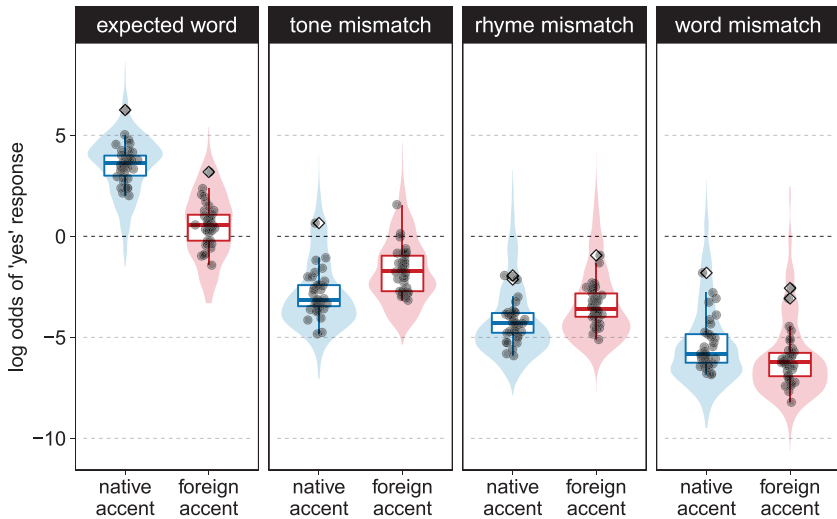 expected word
tone mismatch
rhyme mismatch
word mismatch
log odds of 'yes' response
5
0
−5
−10
native accent
foreign accent
native accent
foreign accent
native accent
foreign accent
native accent
foreign accent